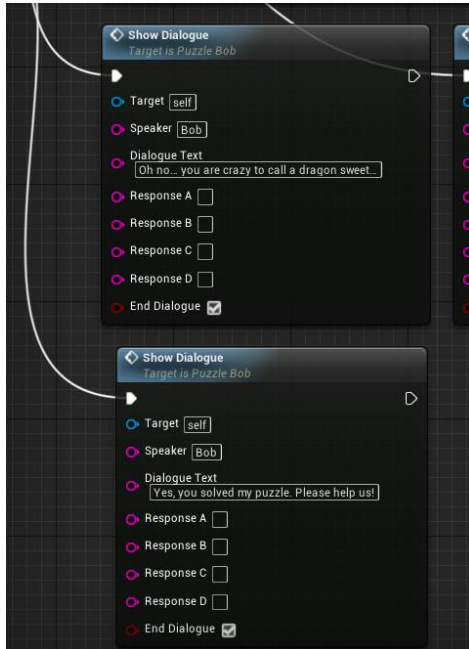 Show Dialogue
Target is Puzzle Bob
Target self
Speaker Bob
Dialogue Text
Oh no... you are crazy to call a dragon sweet...
Response A
Response B
Response C
Response D
End Dialogue
Show Dialogue
Target is Puzzle Bob
Target self
Speaker Bob
Dialogue Text
Yes, you solved my puzzle. Please help us!
Response A
Response B
Response C
Response D
End Dialogue